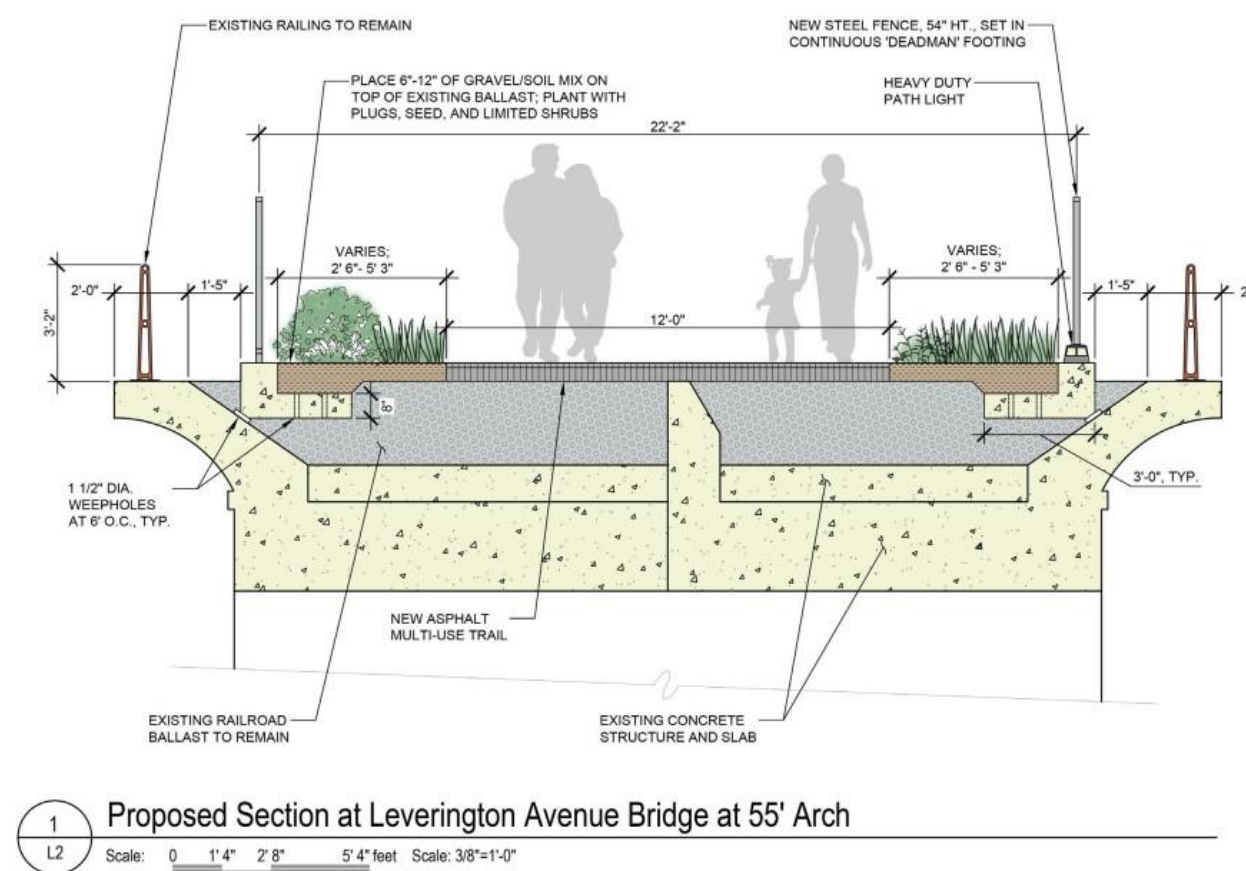 EXISTING RAILING TO REMAIN
NEW STEEL FENCE, 54" HT., SET IN
CONTINUOUS 'DEADMAN' FOOTING
PLACE 6"-12" OF GRAVEL/SOIL MIX ON
TOP OF EXISTING BALLAST; PLANT WITH
PLUGS, SEED, AND LIMITED SHRUBS
HEAVY DUTY
PATH LIGHT
22'-2"
VARIES;
2' 6"- 5' 3"
VARIES;
2' 6"- 5' 3"
2'-0"
1'-5"
1'-5"
2
3'-2"
12'-0"
8"
1 1/2" DIA.
WEEPHOLES
AT 6' O.C., TYP.
3'-0", TYP.
NEW ASPHALT
MULTI-USE TRAIL
EXISTING RAILROAD
BALLAST TO REMAIN
EXISTING CONCRETE
STRUCTURE AND SLAB
1
L2
Proposed Section at Leverington Avenue Bridge at 55' Arch
Scale: 0 1' 4" 2' 8" 5' 4" feet Scale: 3/8"=1'-0"